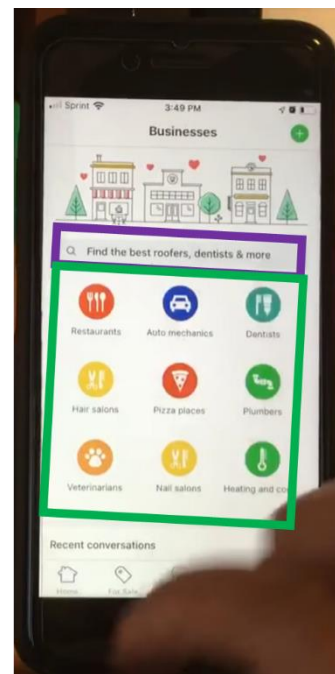 Sprint 3:49 PM
Businesses
Find the best roofers, dentists & more
Restaurants Auto mechanics Dentists
Hair salons Pizza places Plumbers
Veterinarians Nail salons Heating and
Recent conversations
Home For Sale